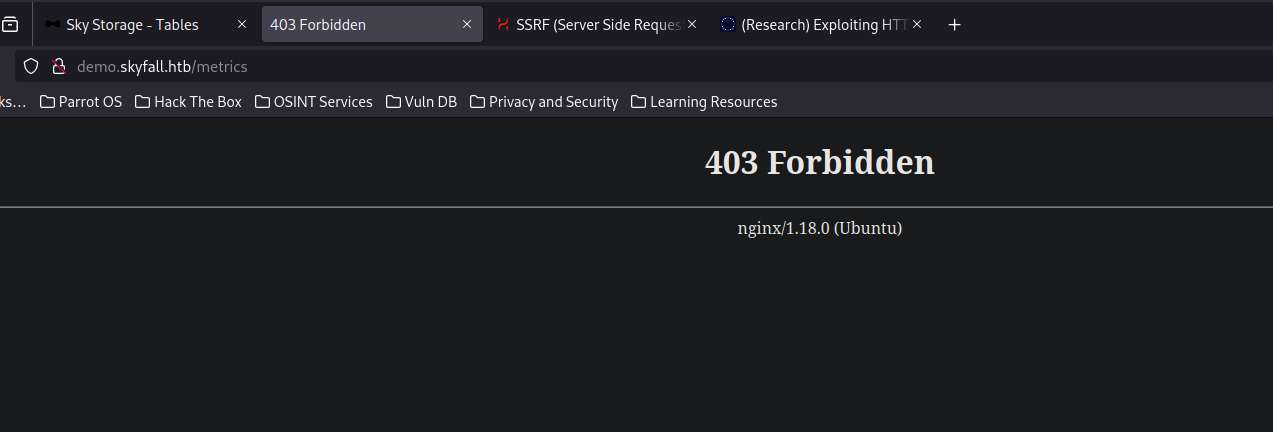 Sky Storage - Tables
403 Forbidden
SSRF (Server Side Reques
(Research) Exploiting HTT
demo.skyfall.htb/metrics
ks… Parrot OS Hack The Box OSINT Services Vuln DB Privacy and Security Learning Resources
403 Forbidden
nginx/1.18.0 (Ubuntu)